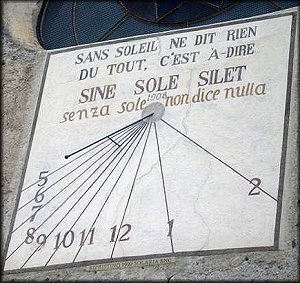 SANS SOLEIL NE DIT RIEN
DU TOUT, C'EST À-DIRE
SINE SOLE SILET
1908
senza sole non dice nulla
5
6
7
8 9 10 11 12 1 2